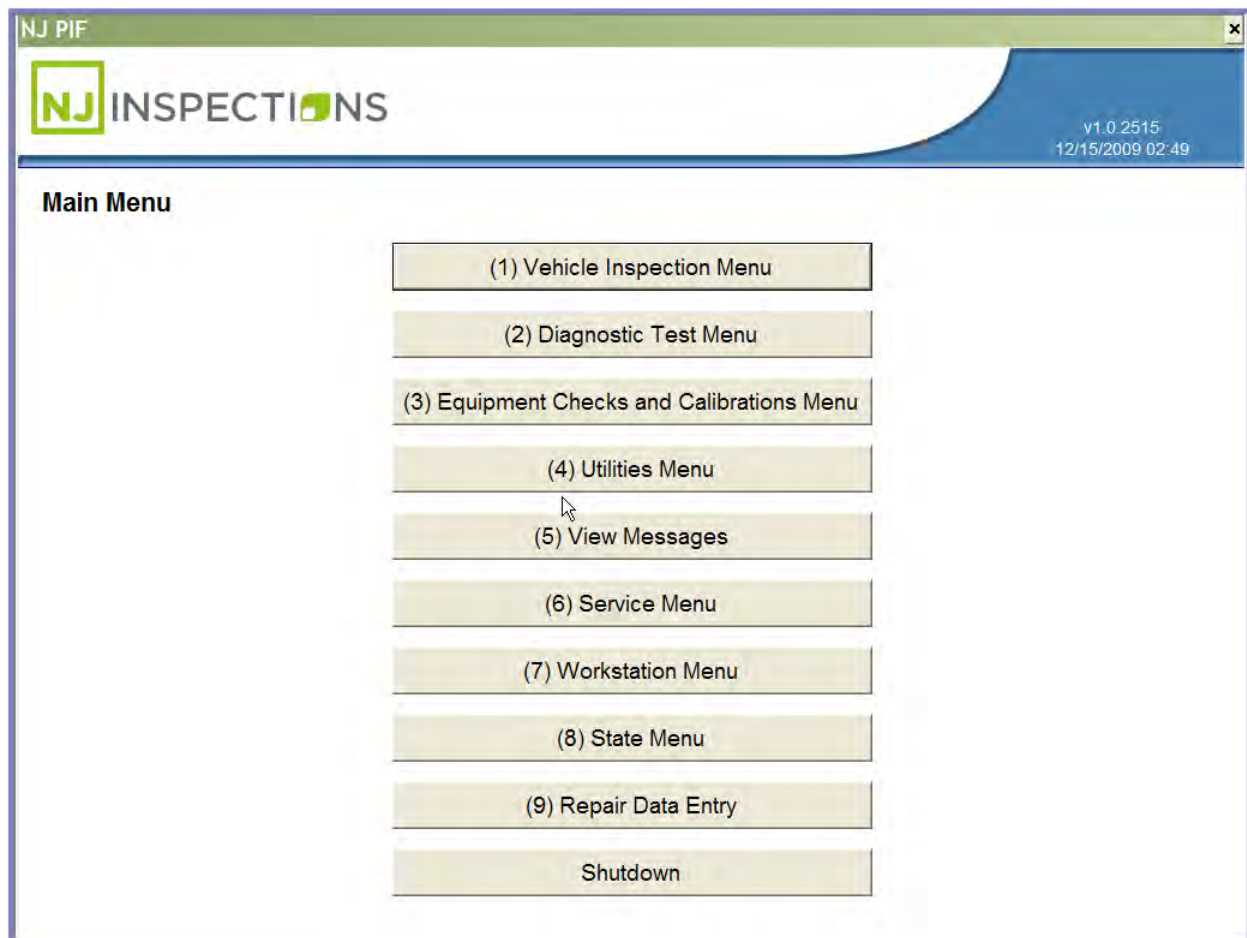 NJ PIF
NJ INSPECTIONS
v1.0.2515
12/15/2009 02:49
Main Menu
(1) Vehicle Inspection Menu
(2) Diagnostic Test Menu
(3) Equipment Checks and Calibrations Menu
(4) Utilities Menu
(5) View Messages
(6) Service Menu
(7) Workstation Menu
(8) State Menu
(9) Repair Data Entry
Shutdown